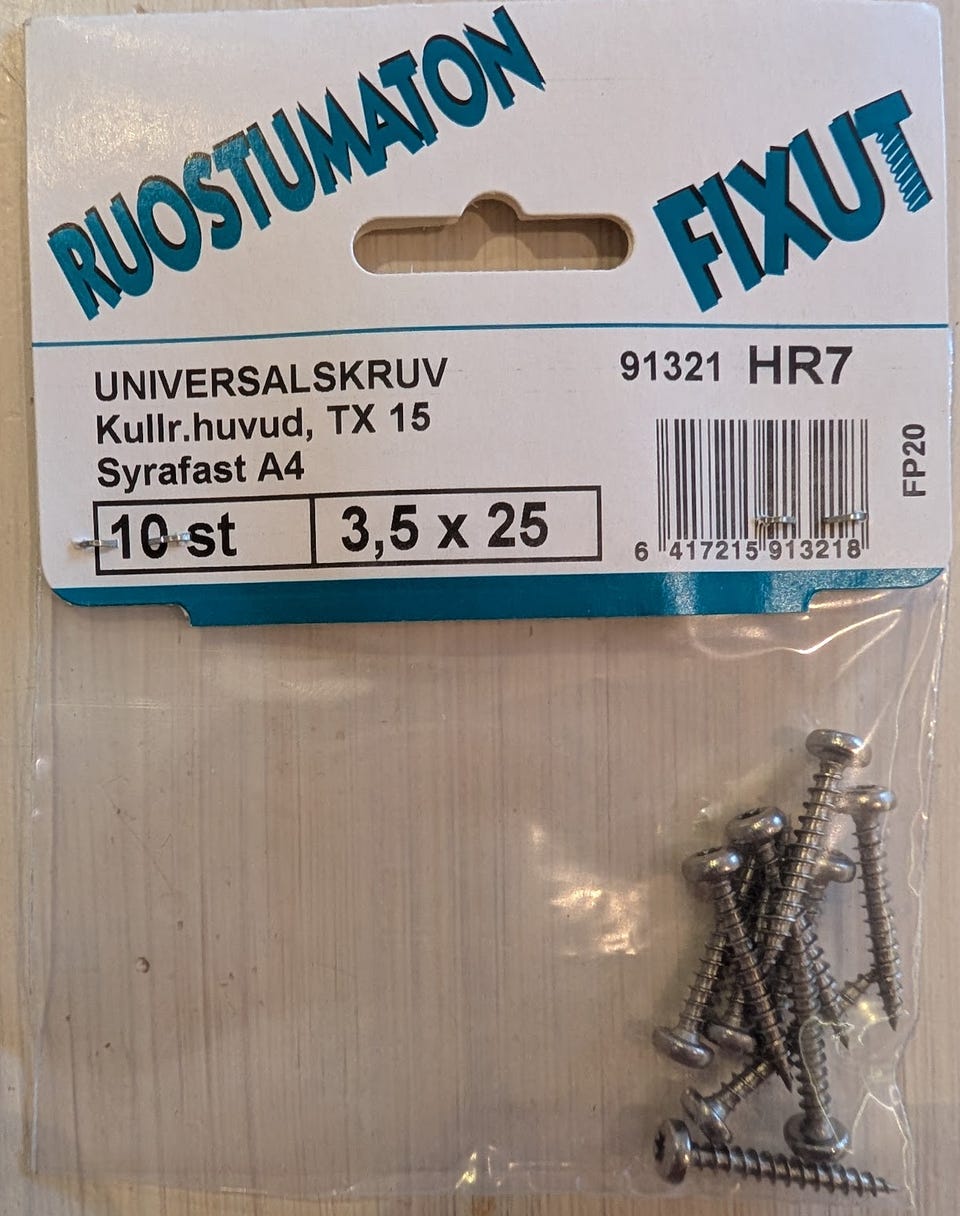 RUOSTUMATON
FIXUT
UNIVERSALSKRUV
Kullr.huvud, TX 15
Syrafast A4
10 st
3,5 x 25
91321 HR7
FP20
6 417215 913218